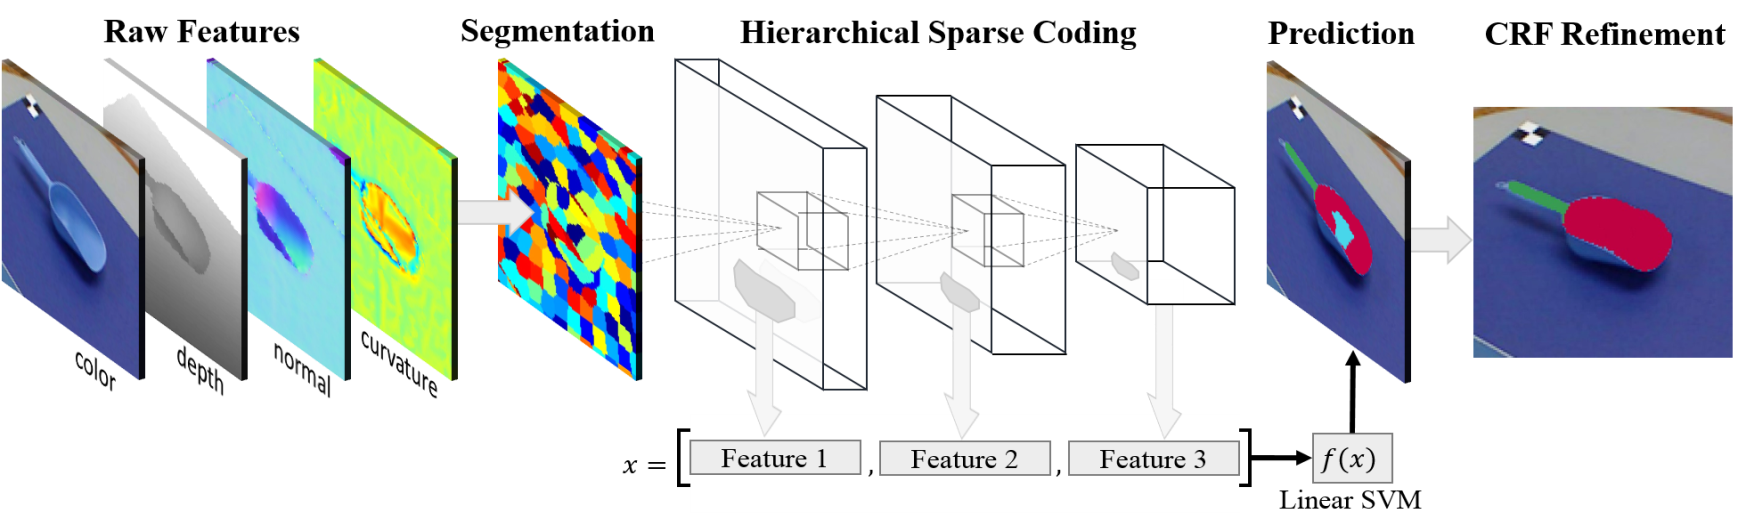 Raw Features
Segmentation
Hierarchical Sparse Coding
Prediction
CRF Refinement
color
depth
normal
curvature
x = [ Feature 1 , Feature 2 , Feature 3 ]
f(x)
Linear SVM